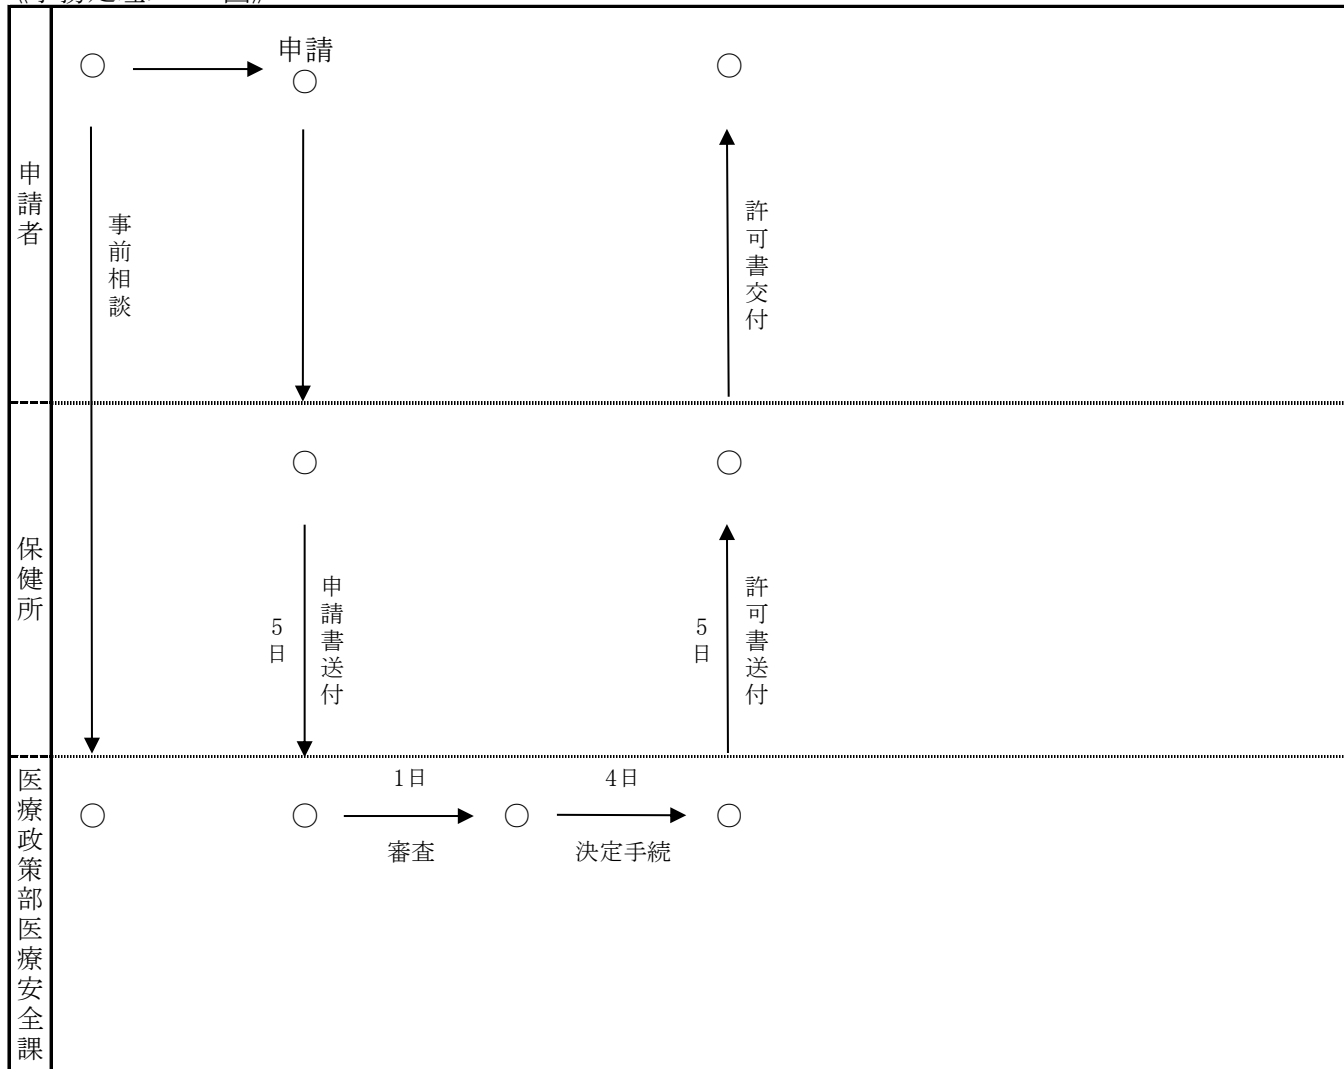 申請者
申請
事前相談
許可書交付
保健所
5日
申請書送付
5日
許可書送付
医療政策部医療安全課
1日
審査
4日
決定手続